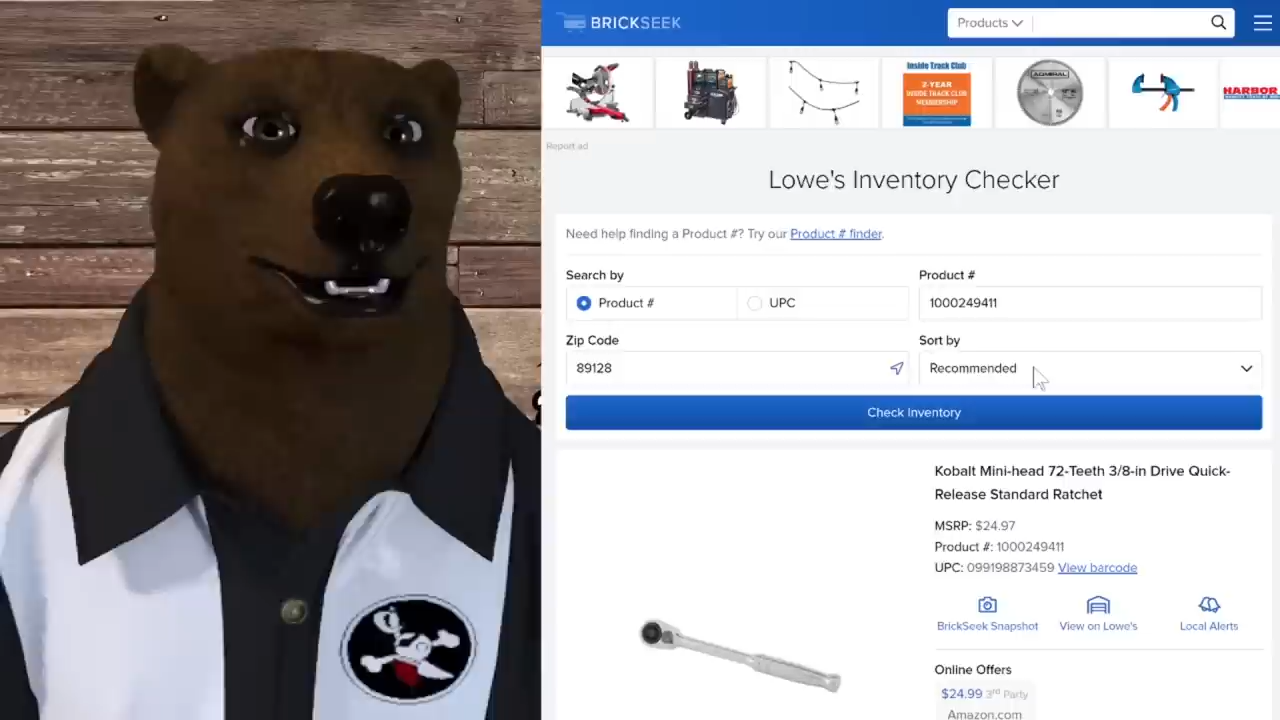 BRICKSEEK
Products
Inside Track Club
2-YEAR
INSIDE TRACK CLUB
MEMBERSHIP
ADMIRAL
HARBOR
Report ad
Lowe's Inventory Checker
Need help finding a Product #? Try our Product # finder.
Search by
Product #
Product #
UPC
1000249411
Zip Code
Sort by
89128
Recommended
Check Inventory
Kobalt Mini-head 72-Teeth 3/8-in Drive Quick-
Release Standard Ratchet
MSRP: $24.97
Product #: 1000249411
UPC: 099198873459 View barcode
BrickSeek Snapshot
View on Lowe's
Local Alerts
Online Offers
$24.99 3rd Party
Amazon.com